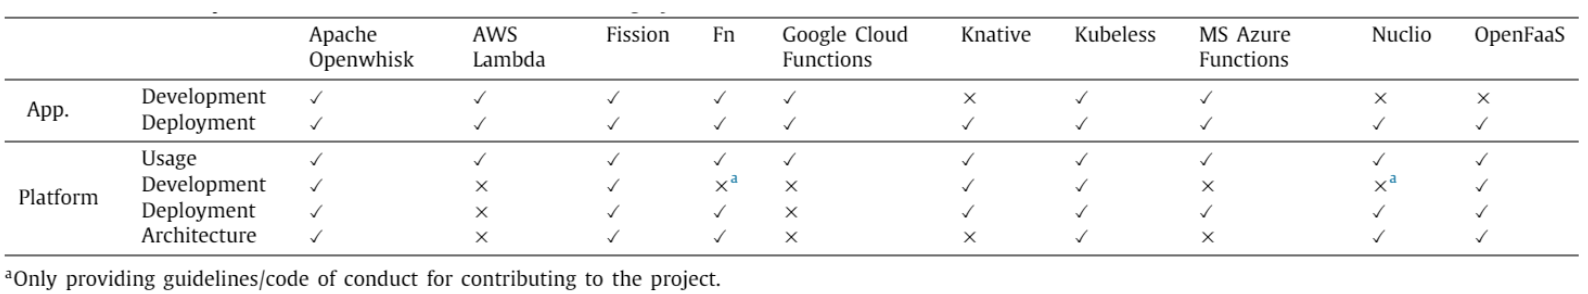 Apache Openwhisk AWS Lambda Fission Fn Google Cloud Functions Knative Kubeless MS Azure Functions Nuclio OpenFaaS
App. Development ✓ ✓ ✓ ✓ ✓ × ✓ ✓ × ×
Deployment ✓ ✓ ✓ ✓ ✓ ✓ ✓ ✓ ✓ ✓
Platform Usage ✓ ✓ ✓ ✓ ✓ ✓ ✓ ✓ ✓ ✓
Development ✓ × ✓ ×a × ✓ ✓ × ×a ✓
Deployment ✓ × ✓ ✓ × ✓ ✓ ✓ ✓ ✓
Architecture ✓ × ✓ ✓ × × ✓ × ✓ ✓
aOnly providing guidelines/code of conduct for contributing to the project.